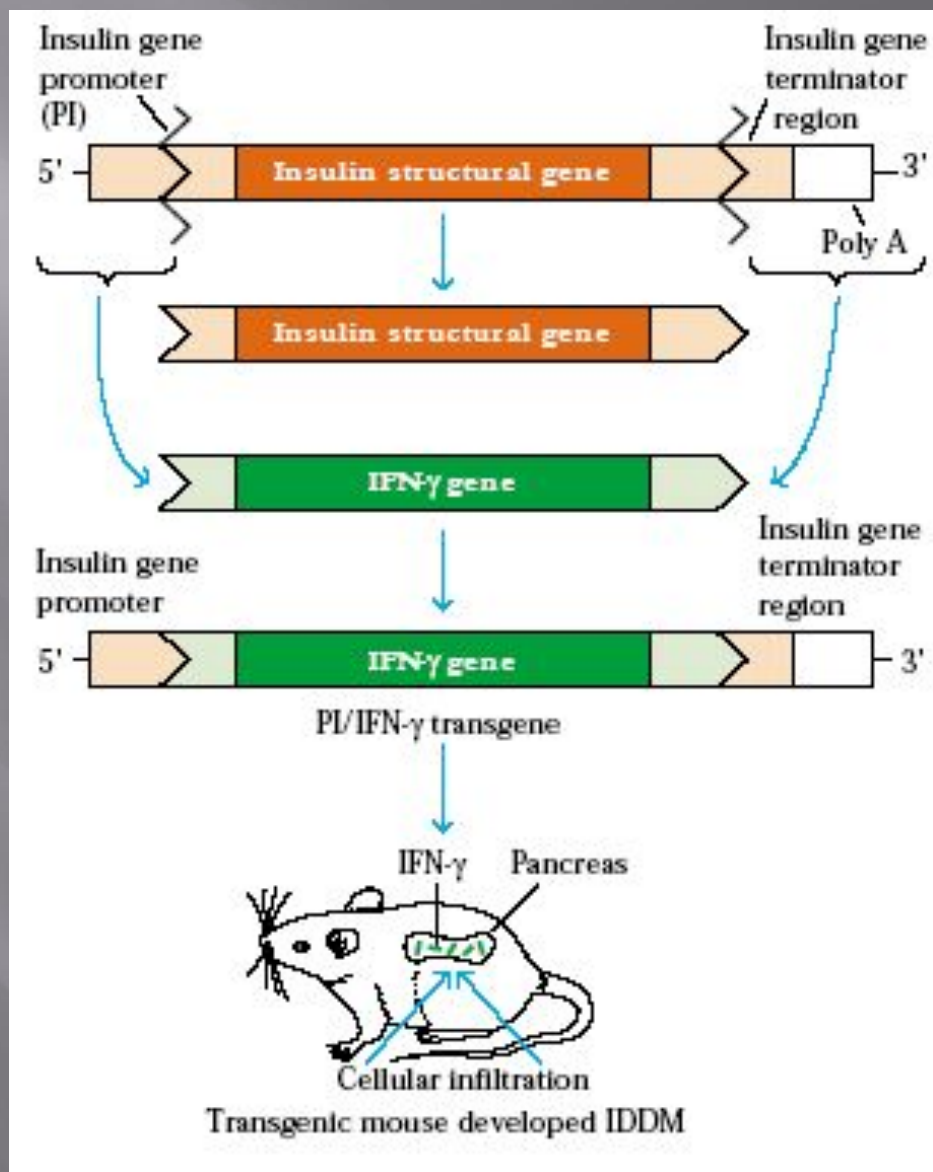 Insulin gene
promoter
(PI)
Insulin gene
terminator
region
5'
Insulin structural gene
3'
Poly A
Insulin structural gene
IFN-γ gene
Insulin gene
promoter
Insulin gene
terminator
region
5'
IFN-γ gene
3'
PI/IFN-γ transgene
IFN-γ
Pancreas
Cellular infiltration
Transgenic mouse developed IDDM